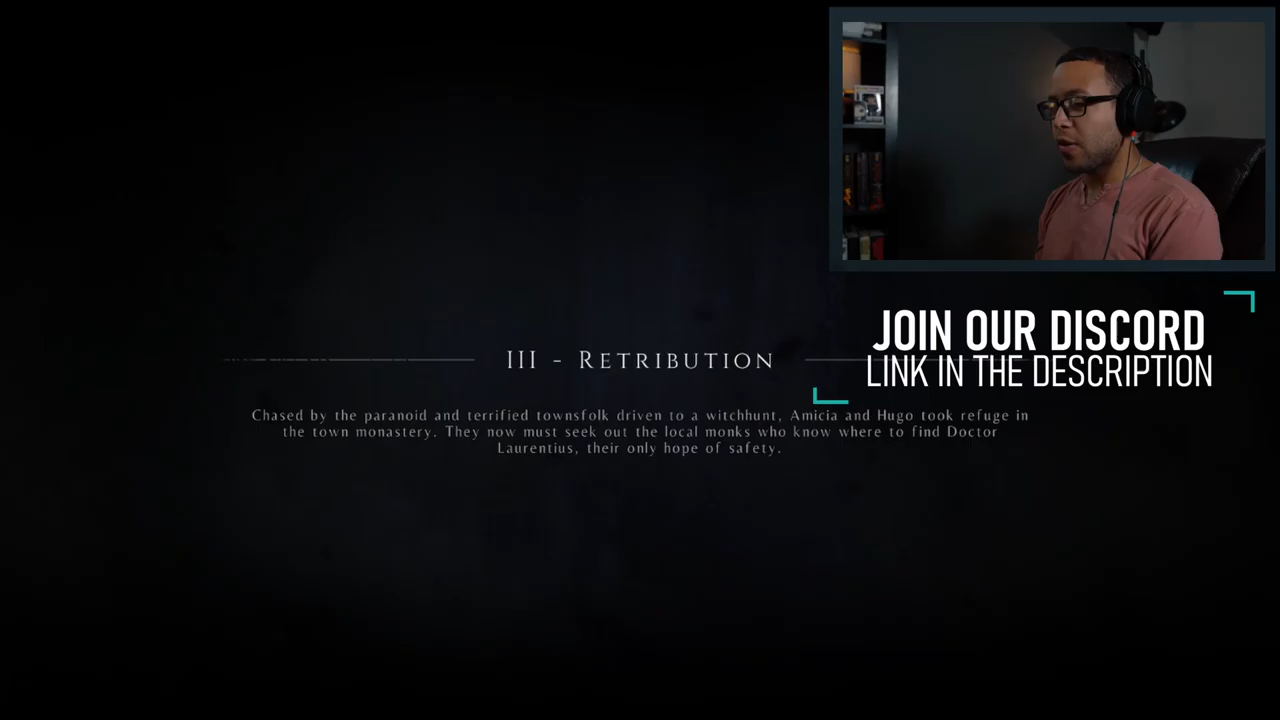 JOIN OUR DISCORD
LINK IN THE DESCRIPTION
III - RETRIBUTION
Chased by the paranoid and terrified townsfolk driven to a witchhunt, Amicia and Hugo took refuge in
the town monastery. They now must seek out the local monks who know where to find Doctor
Laurentius, their only hope of safety.